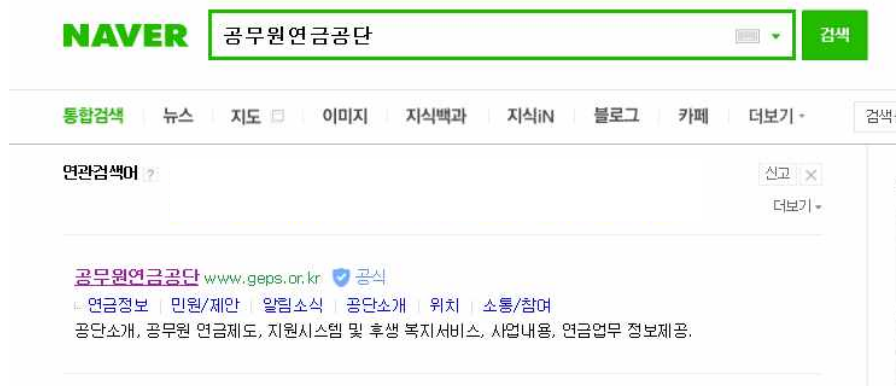 NAVER 공무원연금공단 검색
통합검색 뉴스 지도 이미지 지식백과 지식iN 블로그 카페 더보기 검색
연관검색어 ? 신고
더보기
공무원연금공단 www.geps.or.kr 공식
연금정보 민원/제안 알림소식 공단소개 위치 소통/참여
공단소개, 공무원 연금제도, 지원시스템 및 후생 복지서비스, 사업내용, 연금업무 정보제공.